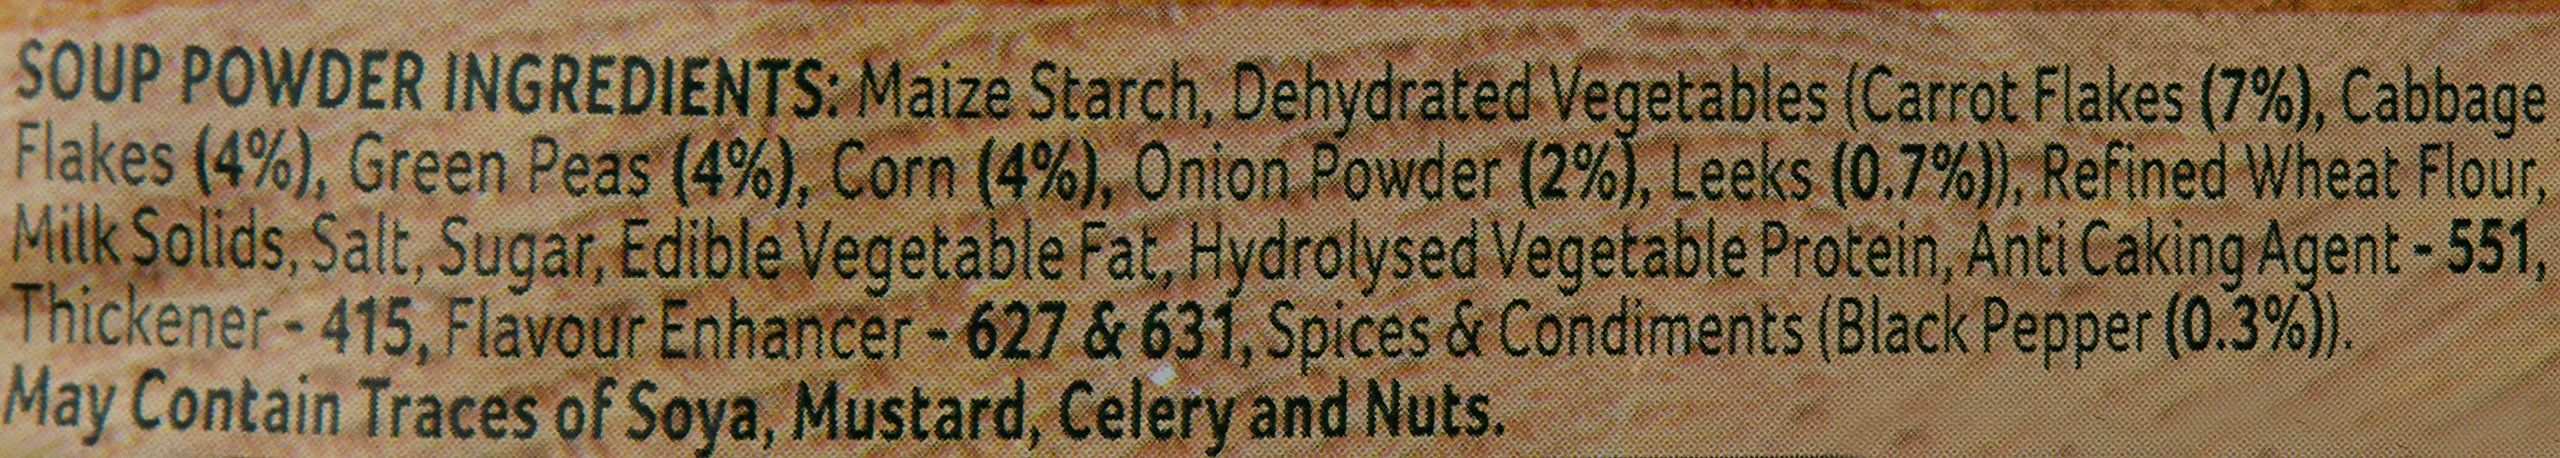 SOUP POWDER INGREDIENTS: Maize Starch, Dehydrated Vegetables (Carrot Flakes (7%), Cabbage
Flakes (4%), Green Peas (4%), Corn (4%), Onion Powder (2%), Leeks (0.7%)), Refined Wheat Flour,
Milk Solids, Salt, Sugar, Edible Vegetable Fat, Hydrolysed Vegetable Protein, Anti Caking Agent - 551,
Thickener - 415, Flavour Enhancer - 627 & 631, Spices & Condiments (Black Pepper (0.3%)).
May Contain Traces of Soya, Mustard, Celery and Nuts.